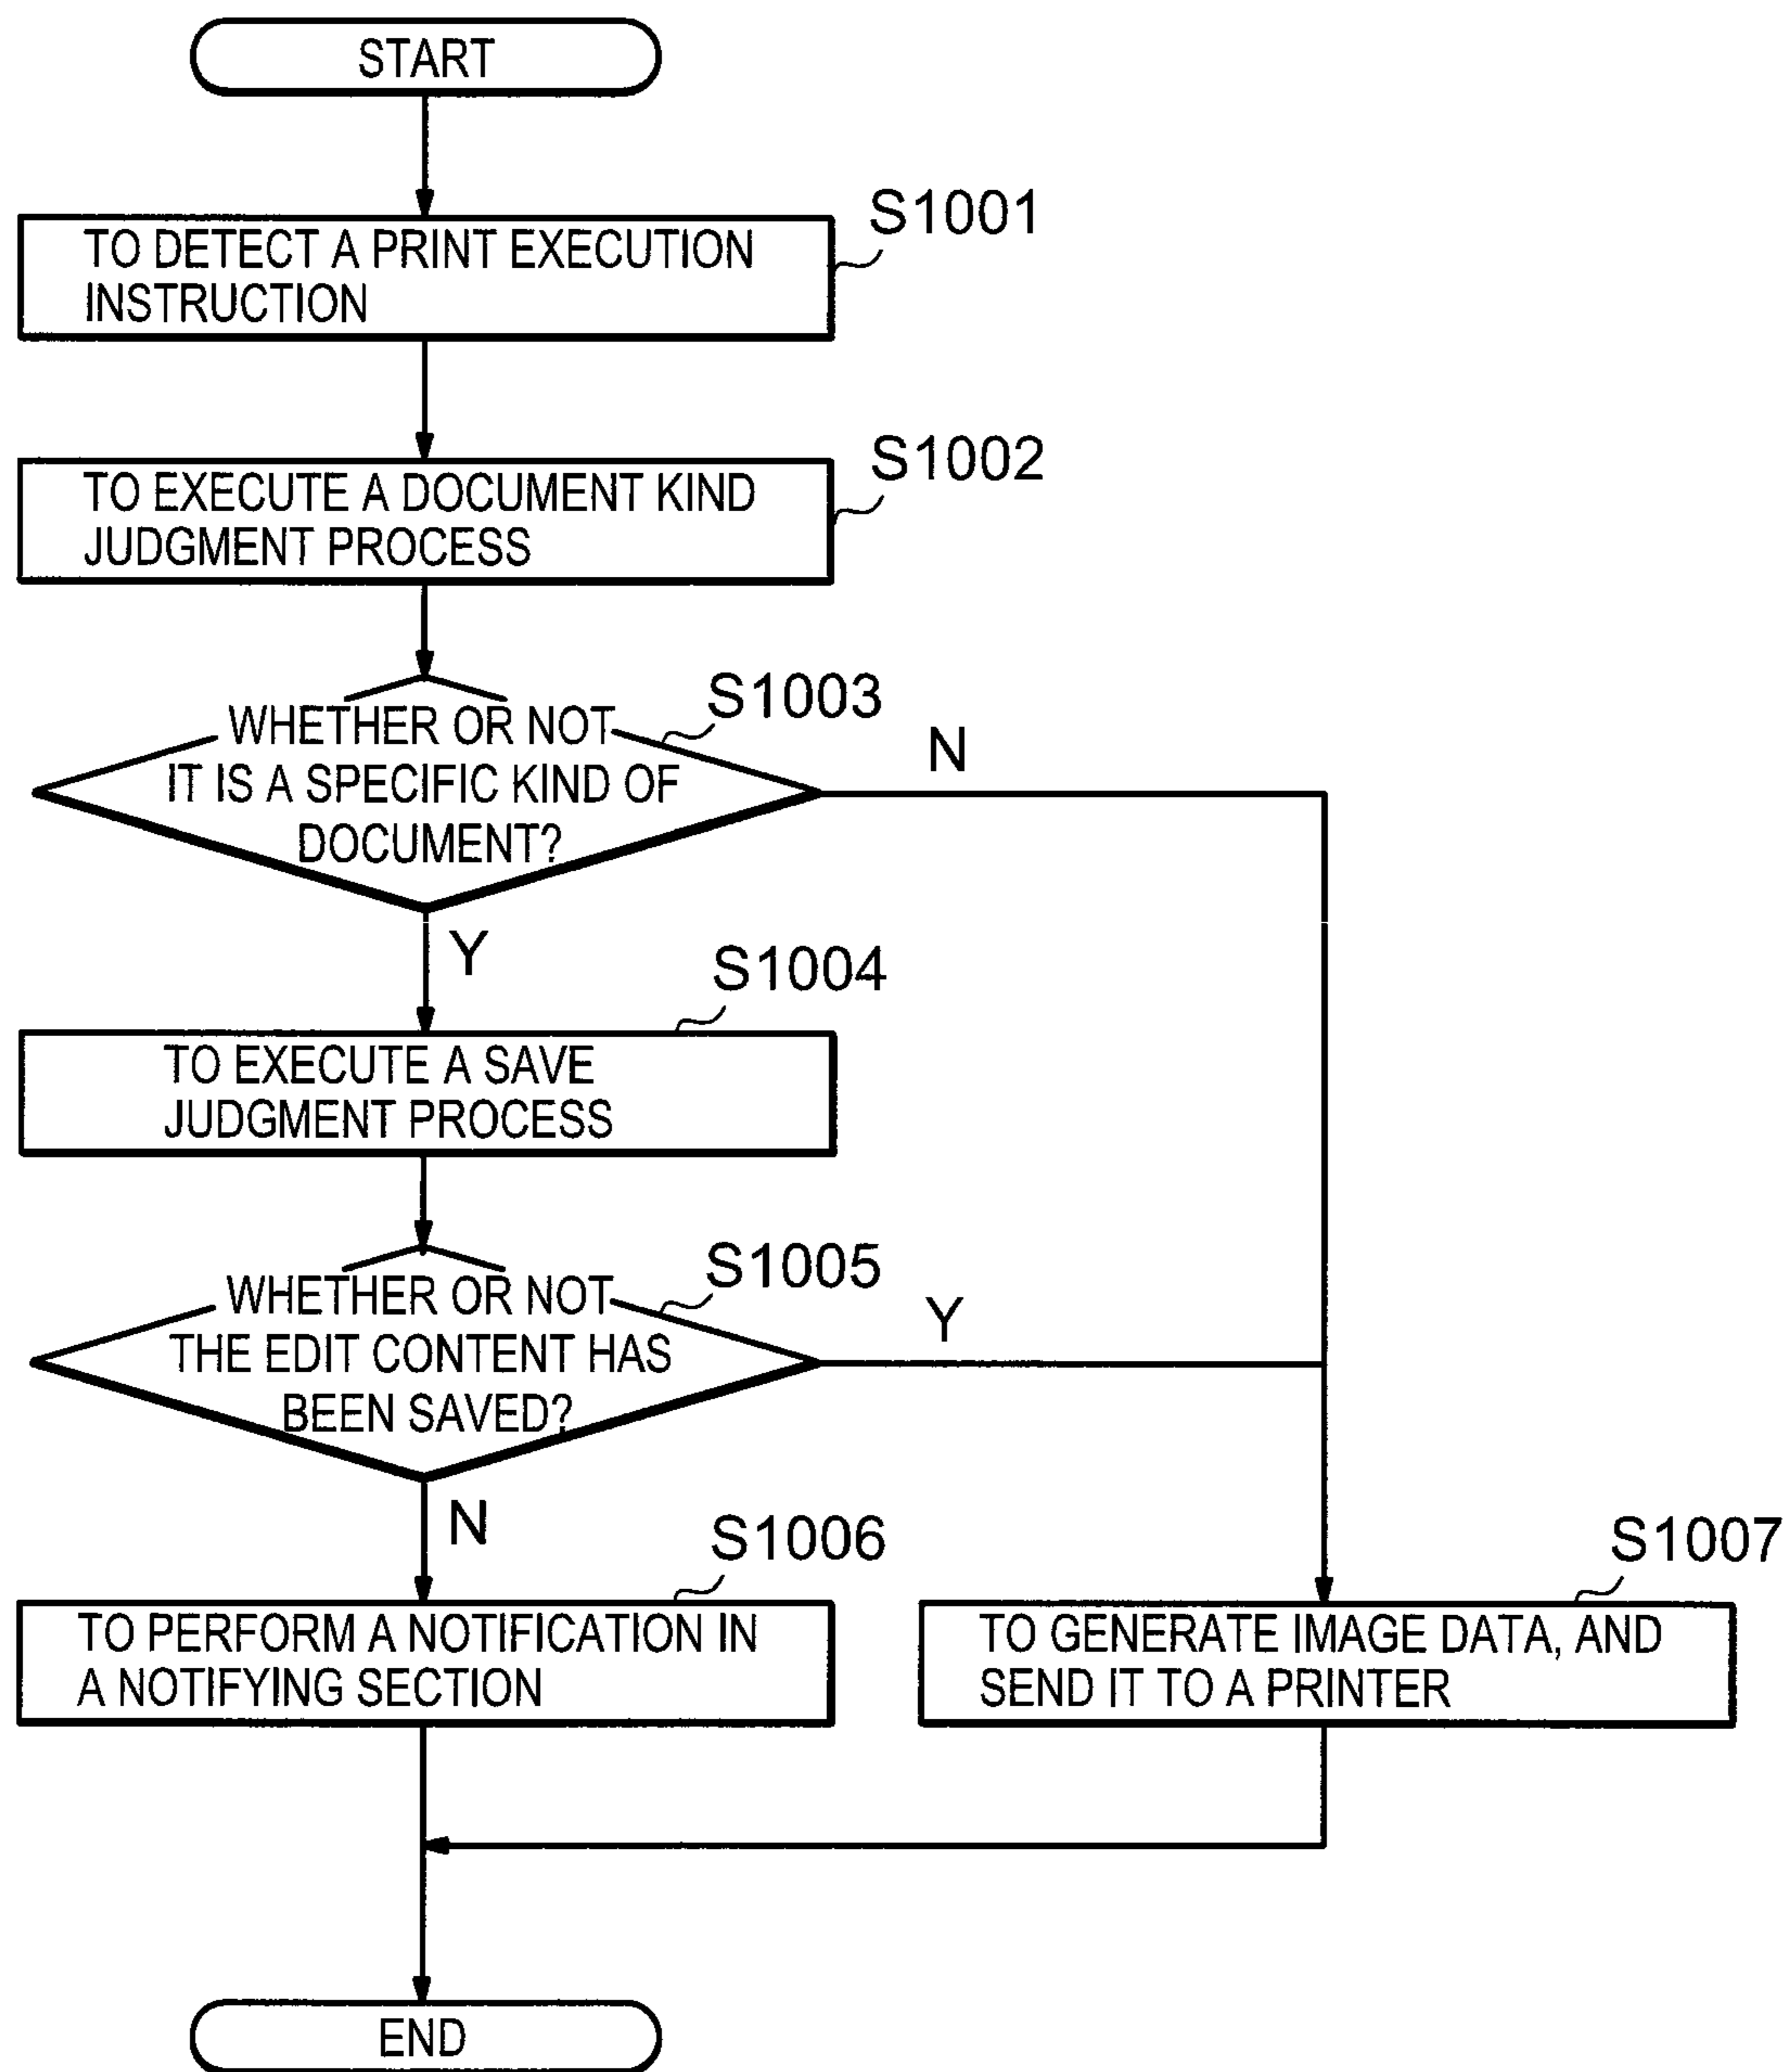 START
S1001
TO DETECT A PRINT EXECUTION
INSTRUCTION
S1002
TO EXECUTE A DOCUMENT KIND
JUDGMENT PROCESS
S1003
WHETHER OR NOT
IT IS A SPECIFIC KIND OF
DOCUMENT?
N
Y
S1004
TO EXECUTE A SAVE
JUDGMENT PROCESS
S1005
WHETHER OR NOT
THE EDIT CONTENT HAS
BEEN SAVED?
Y
N
S1006
TO PERFORM A NOTIFICATION IN
A NOTIFYING SECTION
S1007
TO GENERATE IMAGE DATA, AND
SEND IT TO A PRINTER
END